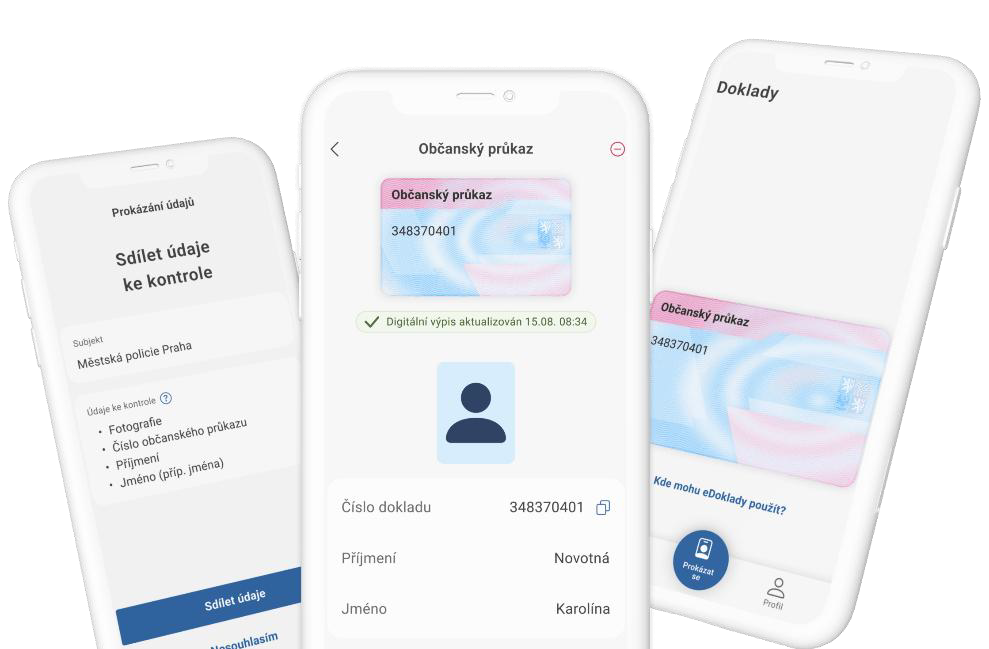 Prokázání údajů
Sdílet údaje
ke kontrole
Subjekt
Městská policie Praha
Údaje ke kontrole ?
• Fotografie
• Číslo občanského průkazu
• Příjmení
• Jméno (příp. jména)
Sdílet údaje
Nesouhlasím
Občanský průkaz
Občanský průkaz
348370401
Digitální výpis aktualizován 15.08. 08:34
Číslo dokladu 348370401
Příjmení Novotná
Jméno Karolína
Doklady
Občanský průkaz
348370401
Kde mohu eDoklady použít?
Prokázat
se
Profil